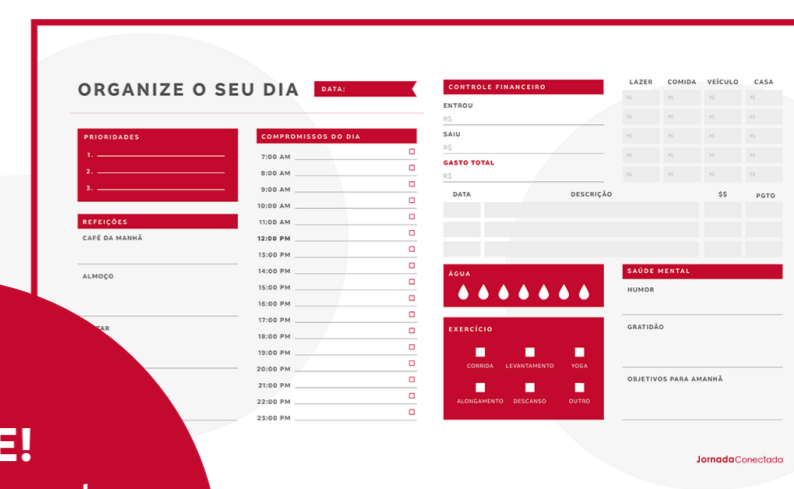 ORGANIZE O SEU DIA
DATA:
PRIORIDADES
1.
2.
3.
REFEIÇÕES
CAFÉ DA MANHÃ
ALMOÇO
TAR
E!
COMPROMISSOS DO DIA
7:00 AM
8:00 AM
9:00 AM
10:00 AM
11:00 AM
12:00 PM
13:00 PM
14:00 PM
15:00 PM
16:00 PM
17:00 PM
18:00 PM
19:00 PM
20:00 PM
21:00 PM
22:00 PM
23:00 PM
CONTROLE FINANCEIRO
ENTROU
R$
SAIU
R$
GASTO TOTAL
R$
LAZER COMIDA VEÍCULO CASA
R$ R$ R$ R$
R$ R$ R$ R$
R$ R$ R$ R$
R$ R$ R$ R$
R$ R$ R$ R$
DATA DESCRIÇÃO $$ PGTO
ÁGUA
EXERCÍCIO
CORRIDA LEVANTAMENTO YOGA
ALONGAMENTO DESCANSO OUTRO
SAÚDE MENTAL
HUMOR
GRATIDÃO
OBJETIVOS PARA AMANHÃ
JornadaConectada